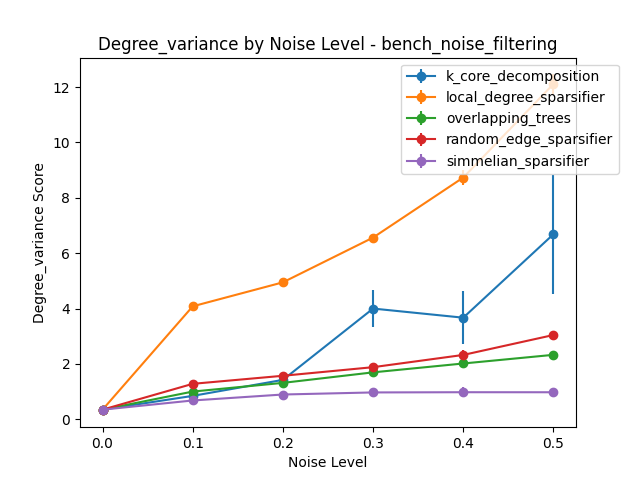 Degree_variance by Noise Level - bench_noise_filtering
k_core_decomposition
local_degree_sparsifier
overlapping_trees
random_edge_sparsifier
simmelian_sparsifier
Degree_variance Score
12
10
8
6
4
2
0
0.0 0.1 0.2 0.3 0.4 0.5
Noise Level